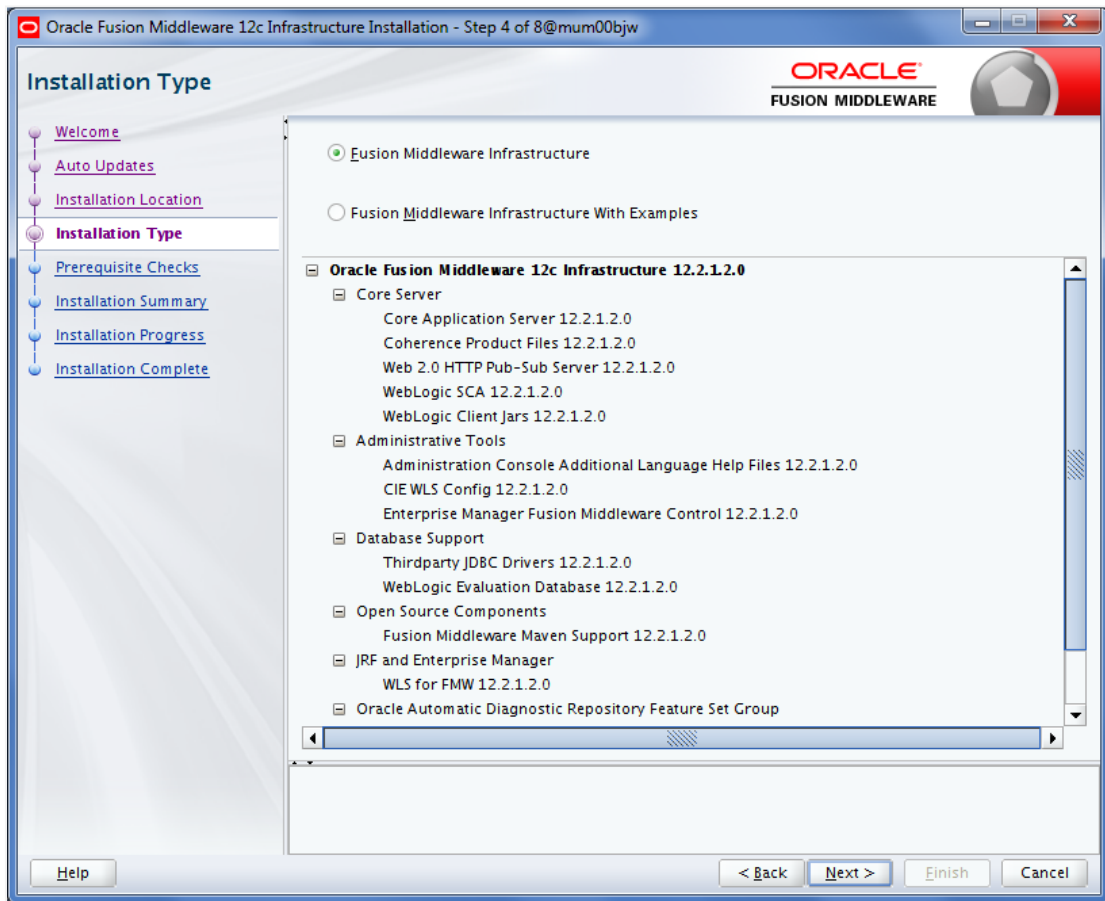 Oracle Fusion Middleware 12c Infrastructure Installation - Step 4 of 8@mum00bjw
Installation Type
ORACLE®
FUSION MIDDLEWARE
Welcome
Auto Updates
Installation Location
Installation Type
Prerequisite Checks
Installation Summary
Installation Progress
Installation Complete
Fusion Middleware Infrastructure
Fusion Middleware Infrastructure With Examples
Oracle Fusion Middleware 12c Infrastructure 12.2.1.2.0
Core Server
Core Application Server 12.2.1.2.0
Coherence Product Files 12.2.1.2.0
Web 2.0 HTTP Pub-Sub Server 12.2.1.2.0
WebLogic SCA 12.2.1.2.0
WebLogic Client Jars 12.2.1.2.0
Administrative Tools
Administration Console Additional Language Help Files 12.2.1.2.0
CIE WLS Config 12.2.1.2.0
Enterprise Manager Fusion Middleware Control 12.2.1.2.0
Database Support
Thirdparty JDBC Drivers 12.2.1.2.0
WebLogic Evaluation Database 12.2.1.2.0
Open Source Components
Fusion Middleware Maven Support 12.2.1.2.0
JRF and Enterprise Manager
WLS for FMW 12.2.1.2.0
Oracle Automatic Diagnostic Repository Feature Set Group
Help
< Back
Next >
Finish
Cancel